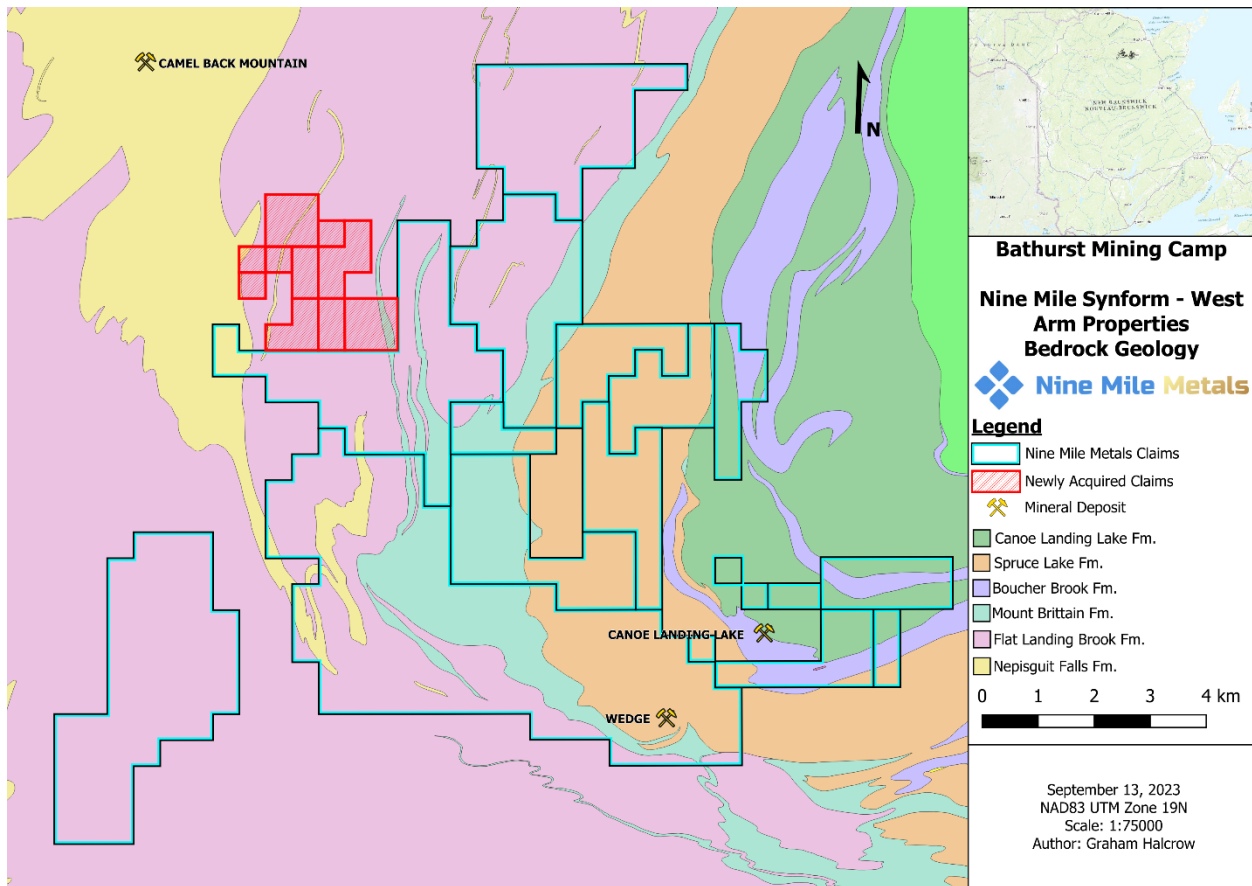 CAMEL BACK MOUNTAIN
CANOE LANDING LAKE
WEDGE
N
NEW BRUNSWICK
Bathurst Mining Camp
Nine Mile Synform - West
Arm Properties
Bedrock Geology
Nine Mile Metals
Legend
Nine Mile Metals Claims
Newly Acquired Claims
Mineral Deposit
Canoe Landing Lake Fm.
Spruce Lake Fm.
Boucher Brook Fm.
Mount Brittain Fm.
Flat Landing Brook Fm.
Nepisguit Falls Fm.
0 1 2 3 4 km
September 13, 2023
NAD83 UTM Zone 19N
Scale: 1:75000
Author: Graham Halcrow